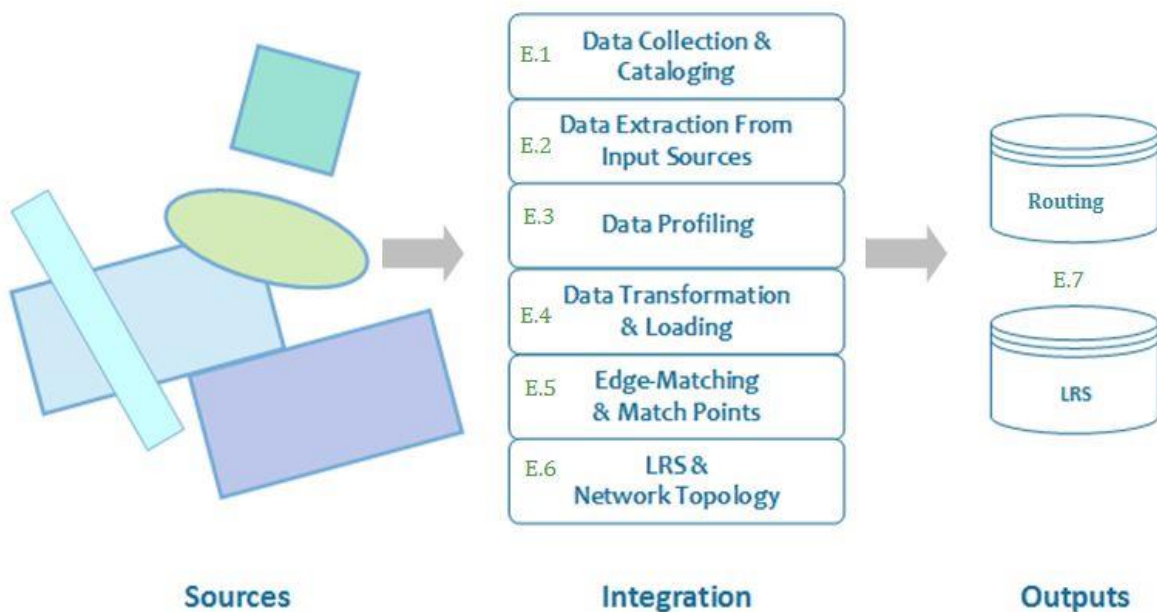 E.1 Data Collection &
Cataloging
E.2 Data Extraction From
Input Sources
E.3 Data Profiling
E.4 Data Transformation
& Loading
E.5 Edge-Matching
& Match Points
E.6 LRS &
Network Topology
Routing
E.7
LRS
Sources
Integration
Outputs